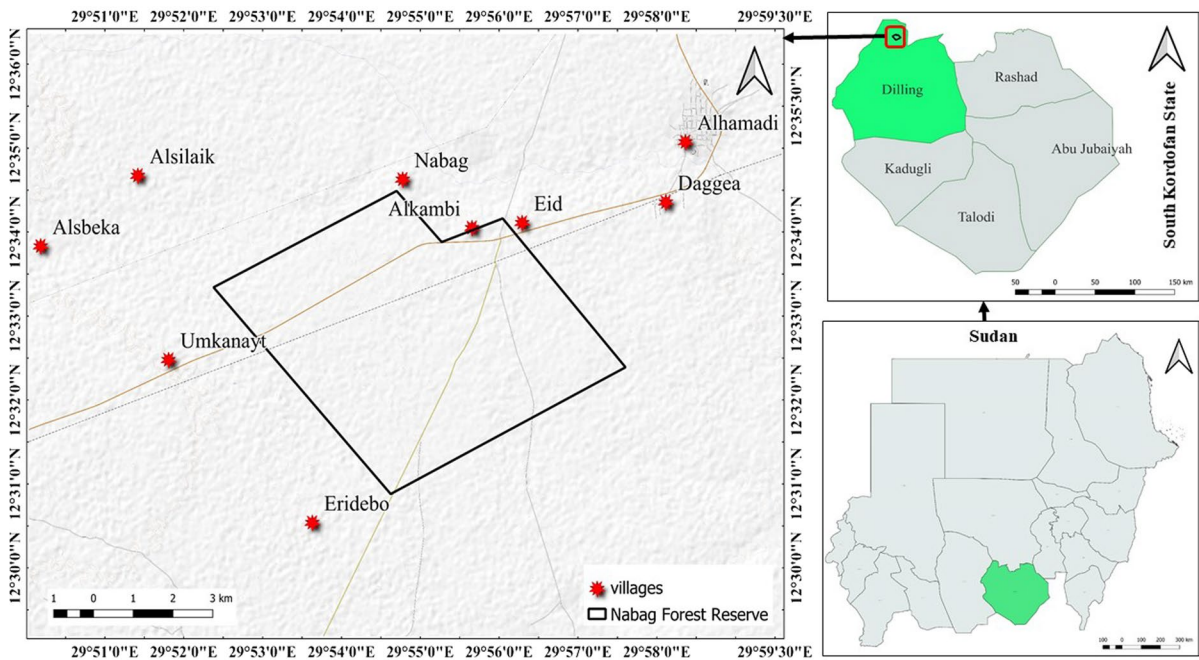 29°51'0''E 29°52'0''E 29°53'0''E 29°54'0''E 29°55'0''E 29°56'0''E 29°57'0''E 29°58'0''E 29°59.30''E
12°36'0''N
12°35'0''N
12°34'0''N
12°33'0''N
12°32'0''N
12°31'0''N
12°30'0''N
Alhamadi
Alsilaik
Nabag
Daggea
Alkambi
Eid
Alsbeka
Umkanayt
Eridebo
1 0 1 2 3 km
villages
Nabag Forest Reserve
12°35'30''N
12°35'0''N
12°34'0''N
12°33'0''N
12°32'0''N
12°31'0''N
12°30'0''N
29°51'0''E 29°52'0''E 29°53'0''E 29°54'0''E 29°55'0''E 29°56'0''E 29°57'0''E 29°58'0''E 29°59.30''E
Rashad
Dilling
Abu Jubaiyah
Kadugli
Talodi
South Kordofan State
50 0 50 100 150 km
Sudan
100 0 100 200 300 km